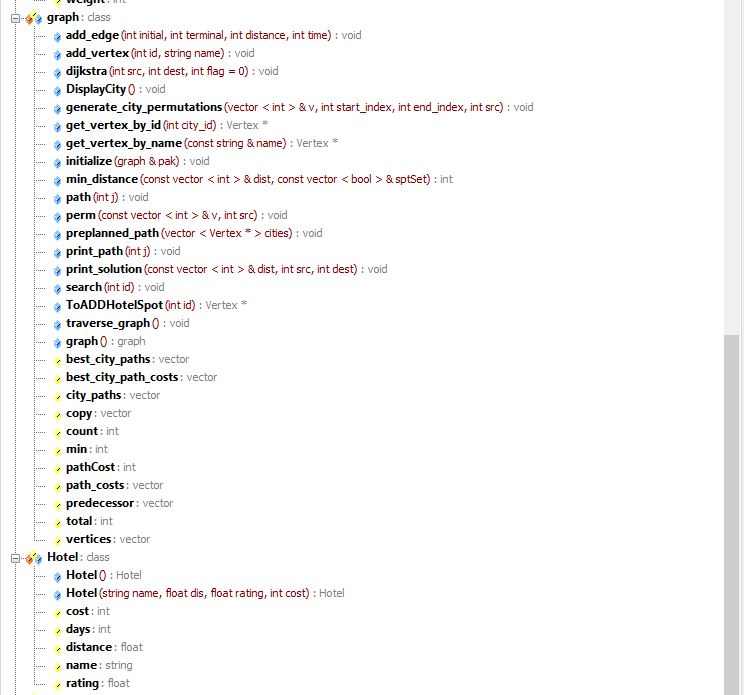 weight : int
graph : class
add_edge (int initial, int terminal, int distance, int time) : void
add_vertex (int id, string name) : void
dijkstra (int src, int dest, int flag = 0) : void
DisplayCity () : void
generate_city_permutations (vector < int > & v, int start_index, int end_index, int src) : void
get_vertex_by_id (int city_id) : Vertex *
get_vertex_by_name (const string & name) : Vertex *
initialize (graph & pak) : void
min_distance (const vector < int > & dist, const vector < bool > & sptSet) : int
path (int j) : void
perm (const vector < int > & v, int src) : void
preplanned_path (vector < Vertex * > cities) : void
print_path (int j) : void
print_solution (const vector < int > & dist, int src, int dest) : void
search (int id) : void
ToADDHotelSpot (int id) : Vertex *
traverse_graph () : void
graph () : graph
best_city_paths : vector
best_city_path_costs : vector
city_paths : vector
copy : vector
count : int
min : int
pathCost : int
path_costs : vector
predecessor : vector
total : int
vertices : vector
Hotel : class
Hotel () : Hotel
Hotel (string name, float dis, float rating, int cost) : Hotel
cost : int
days : int
distance : float
name : string
rating : float